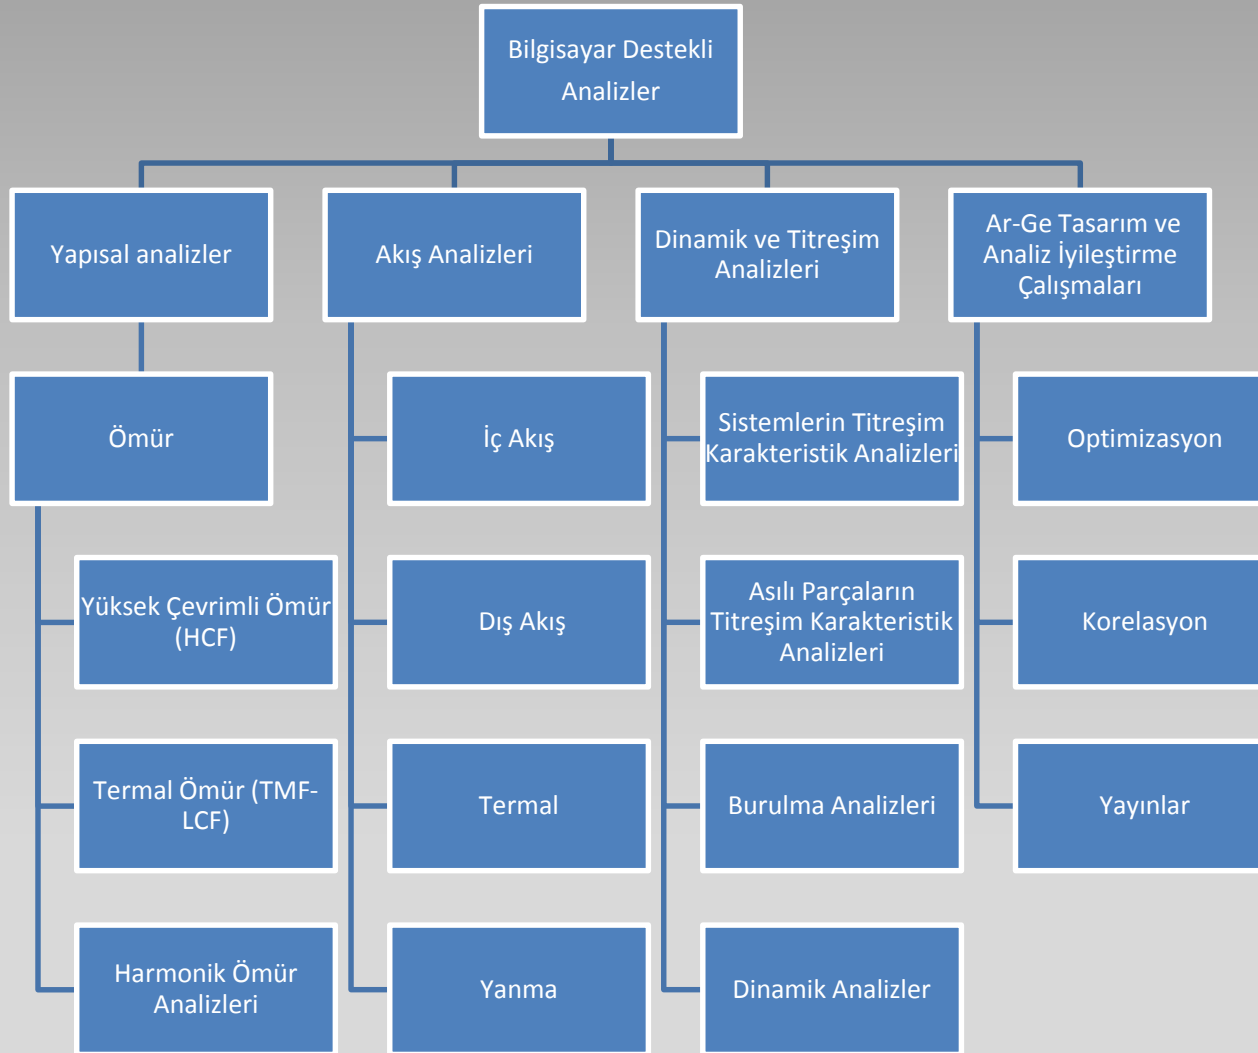 Bilgisayar Destekli
Analizler
Yapısal analizler
Akış Analizleri
Dinamik ve Titreşim
Analizleri
Ar-Ge Tasarım ve
Analiz İyileştirme
Çalışmaları
Ömür
İç Akış
Sistemlerin Titreşim
Karakteristik Analizleri
Optimizasyon
Yüksek Çevrimli Ömür
(HCF)
Dış Akış
Asılı Parçaların
Titreşim Karakteristik
Analizleri
Korelasyon
Termal Ömür (TMF-
LCF)
Termal
Burulma Analizleri
Yayınlar
Harmonik Ömür
Analizleri
Yanma
Dinamik Analizler